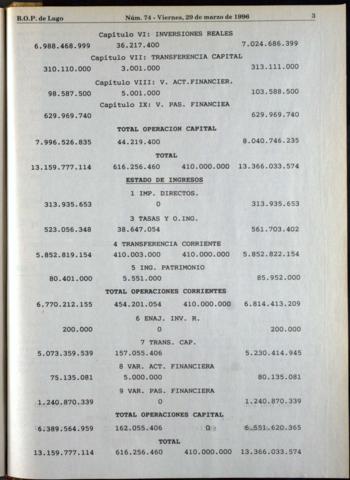 B.O.P. de Lugo Núm. 74 - Viernes, 29 de marzo de 1996 3
Capítulo VI: INVERSIONES REALES
6.988.468.999 36.217.400 7.024.686.399
Capítulo VII: TRANSFERENCIA CAPITAL
310.110.000 3.001.000 313.111.000
Capítulo VIII: V. ACT.FINANCIER.
98.587.500 5.001.000 103.588.500
Capítulo IX: V. PAS. FINANCIEA
629.969.740 629.969.740
TOTAL OPERACION CAPITAL
7.996.526.835 44.219.400 8.040.746.235
TOTAL
13.159.777.114 616.256.460 410.000.000 13.366.033.574
ESTADO DE INGRESOS
1 IMP. DIRECTOS.
313.935.653 0 313.935.653
3 TASAS Y O.ING.
523.056.348 38.647.054 561.703.402
4 TRANSFERENCIA CORRIENTE
5.852.819.154 410.003.000 410.000.000 5.852.822.154
5 ING. PATRIMONIO
80.401.000 5.551.000 85.952.000
TOTAL OPERACIONES CORRIENTES
6.770.212.155 454.201.054 410.000.000 6.814.413.209
6 ENAJ. INV. R.
200.000 0 200.000
7 TRANS. CAP.
5.073.359.539 157.055.406 5.230.414.945
8 VAR. ACT. FINANCIERA
75.135.081 5.000.000 80.135.081
9 VAR. PAS. FINANCIERA
1.240.870.339 0 1.240.870.339
TOTAL OPERACIONES CAPITAL
6.389.564.959 162.055.406 0 6.551.620.365
TOTAL
13.159.777.114 616.256.460 410.000.000 13.366.033.574